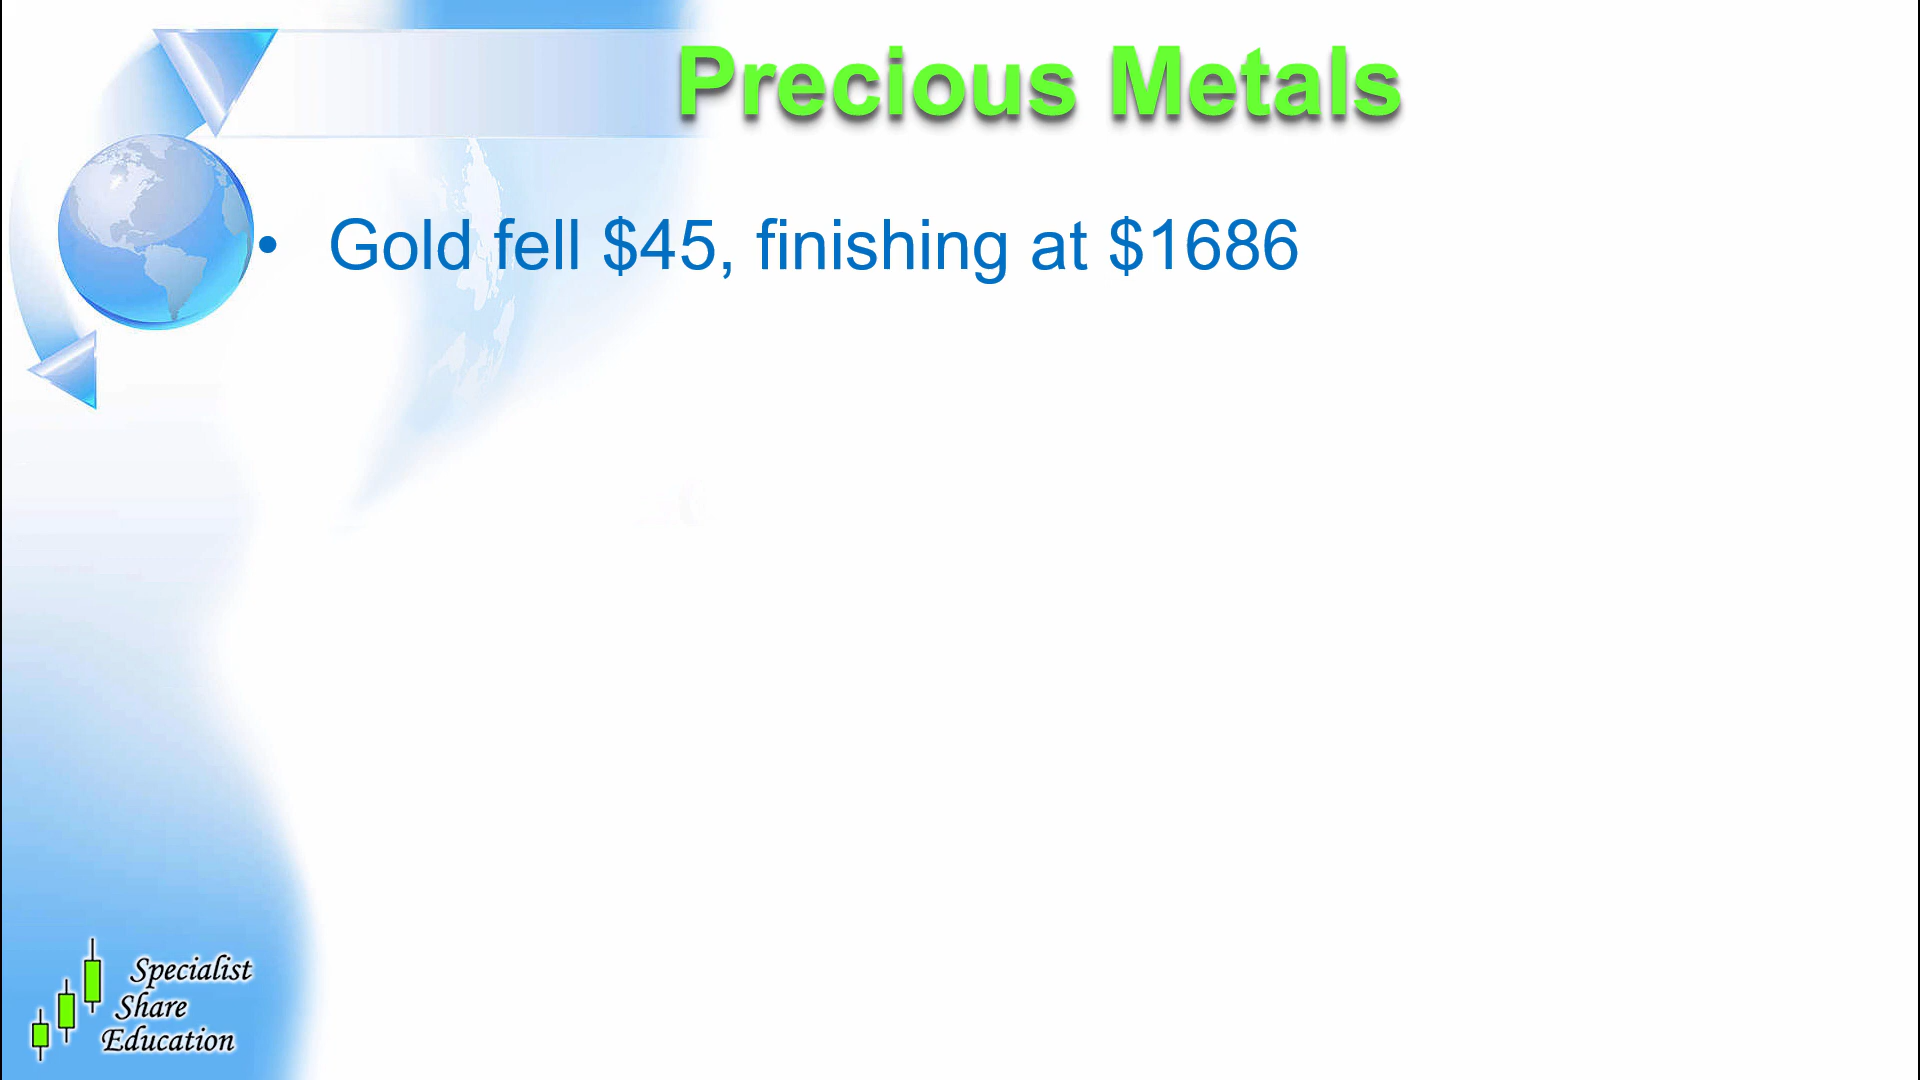 Precious Metals
• Gold fell $45, finishing at $1686
Specialist
Share
Education